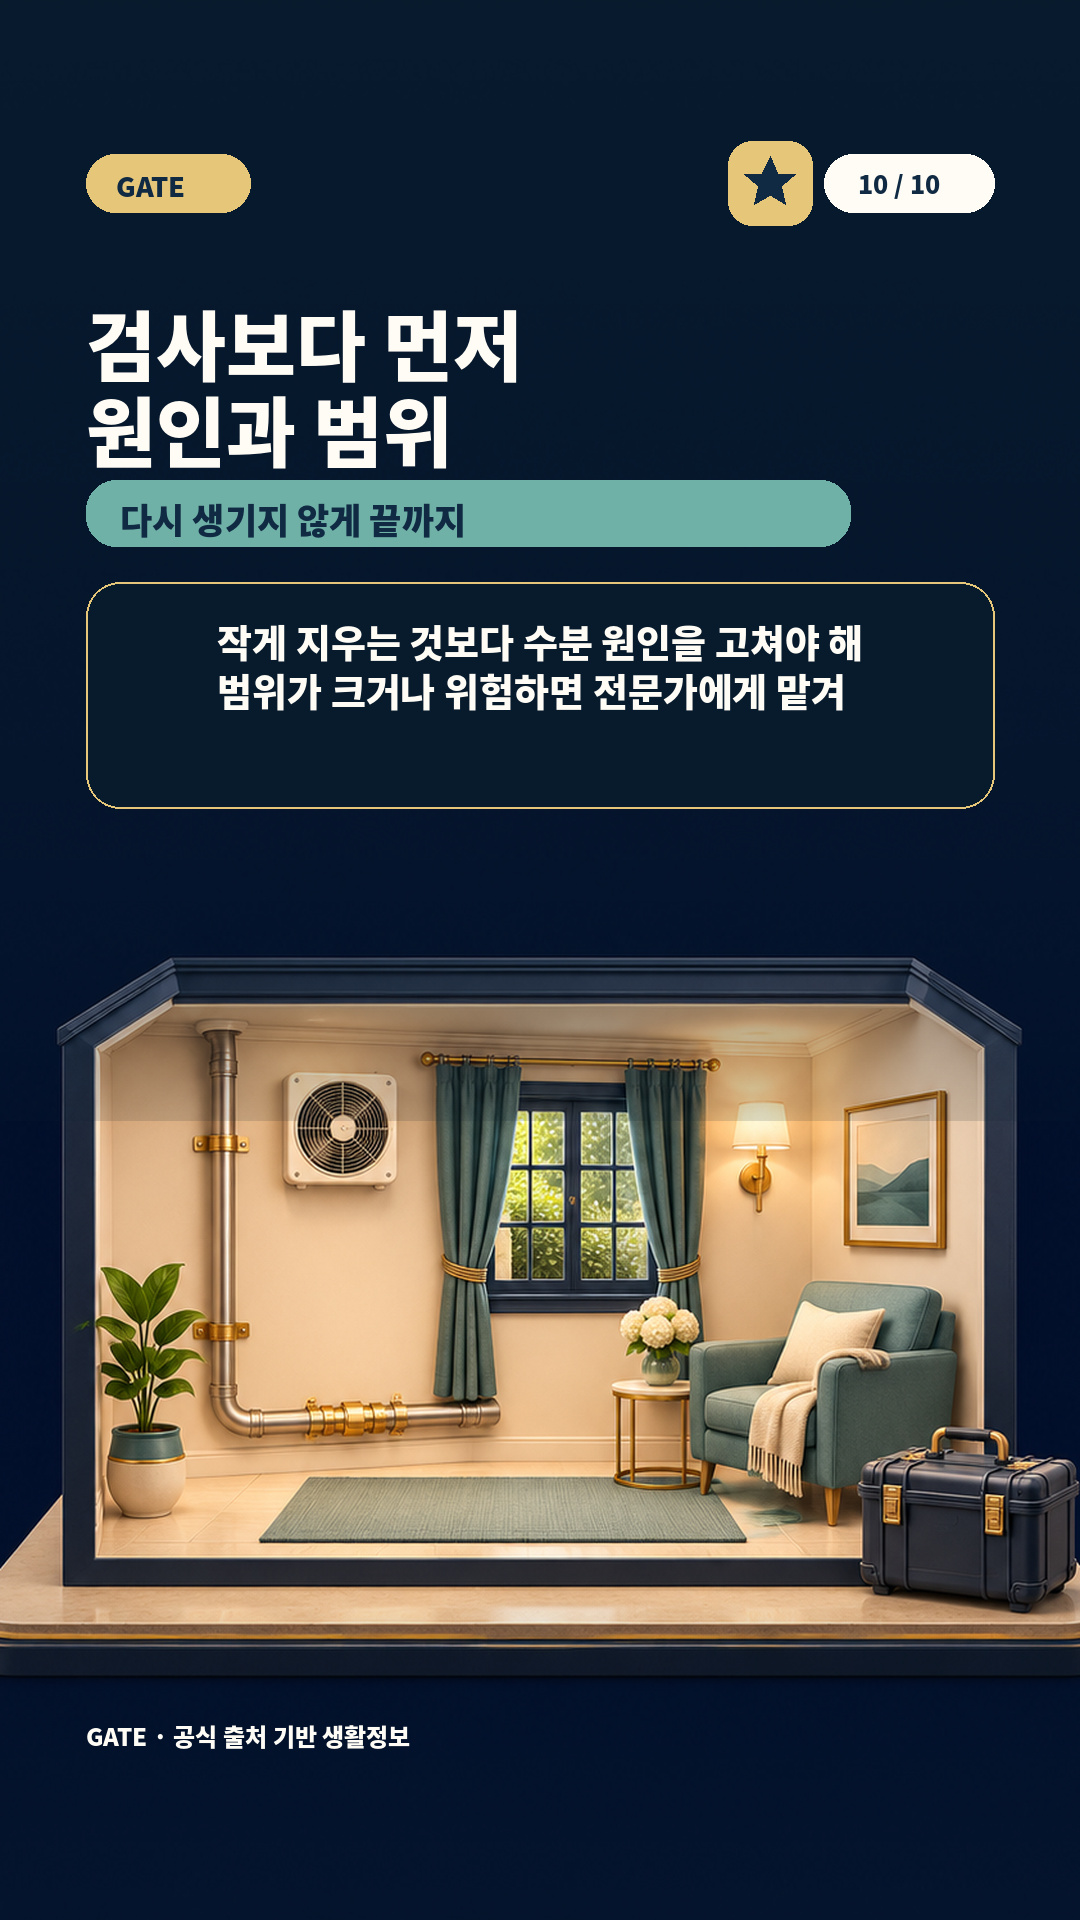 GATE
10 / 10
검사보다 먼저
원인과 범위
다시 생기지 않게 끝까지
작게 지우는 것보다 수분 원인을 고쳐야 해
범위가 크거나 위험하면 전문가에게 맡겨
GATE · 공식 출처 기반 생활정보